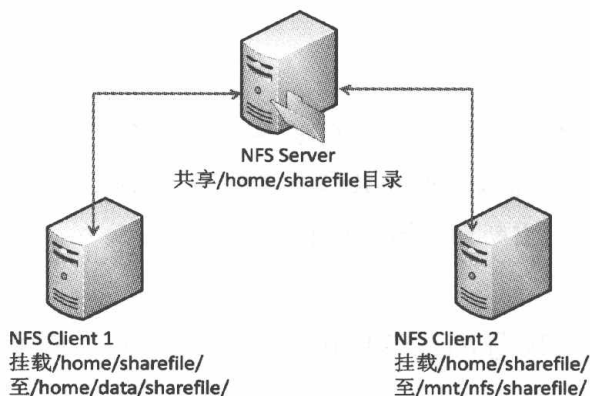 NFS Server
共享/home/sharefile目录
NFS Client 1
挂载/home/sharefile/
至/home/data/sharefile/
NFS Client 2
挂载/home/sharefile/
至/mnt/nfs/sharefile/